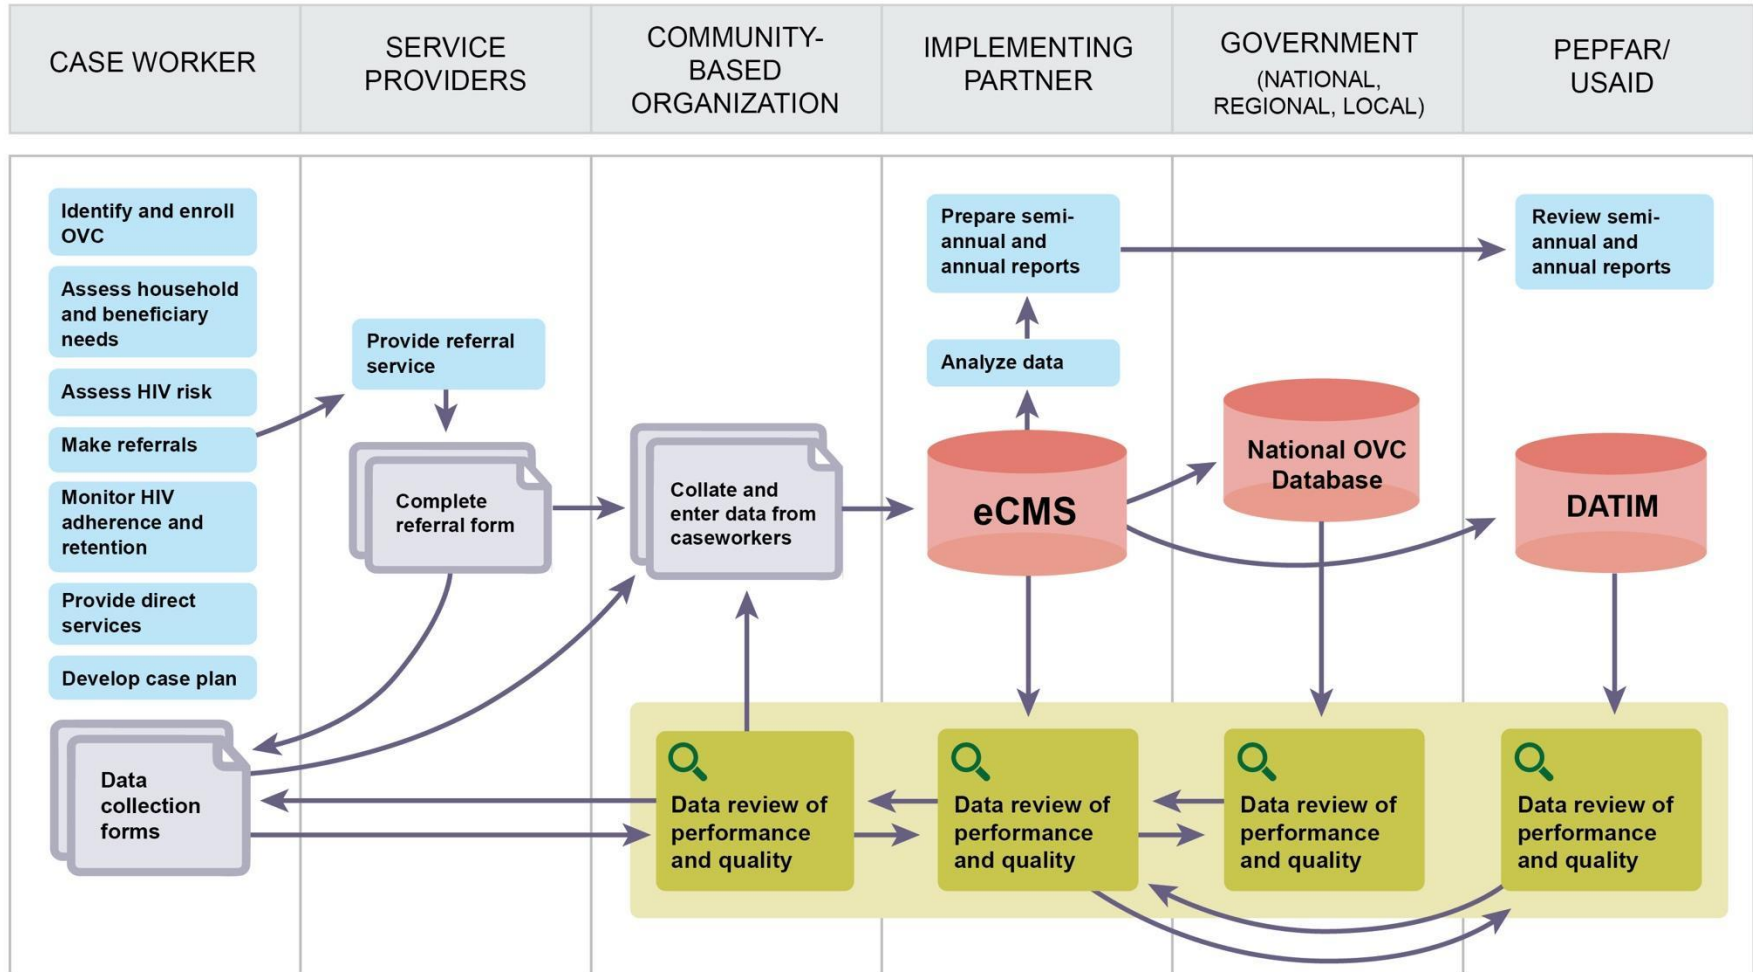 CASE WORKER
SERVICE
PROVIDERS
COMMUNITY-
BASED
ORGANIZATION
IMPLEMENTING
PARTNER
GOVERNMENT
(NATIONAL,
REGIONAL, LOCAL)
PEPFAR/
USAID
Identify and enroll
OVC
Assess household
and beneficiary
needs
Assess HIV risk
Make referrals
Monitor HIV
adherence and
retention
Provide direct
services
Develop case plan
Data
collection
forms
Provide referral
service
Complete
referral form
Collate and
enter data from
caseworkers
Prepare semi-
annual and
annual reports
Analyze data
eCMS
National OVC
Database
Review semi-
annual and
annual reports
DATIM
Data review of
performance
and quality
Data review of
performance
and quality
Data review of
performance
and quality
Data review of
performance
and quality